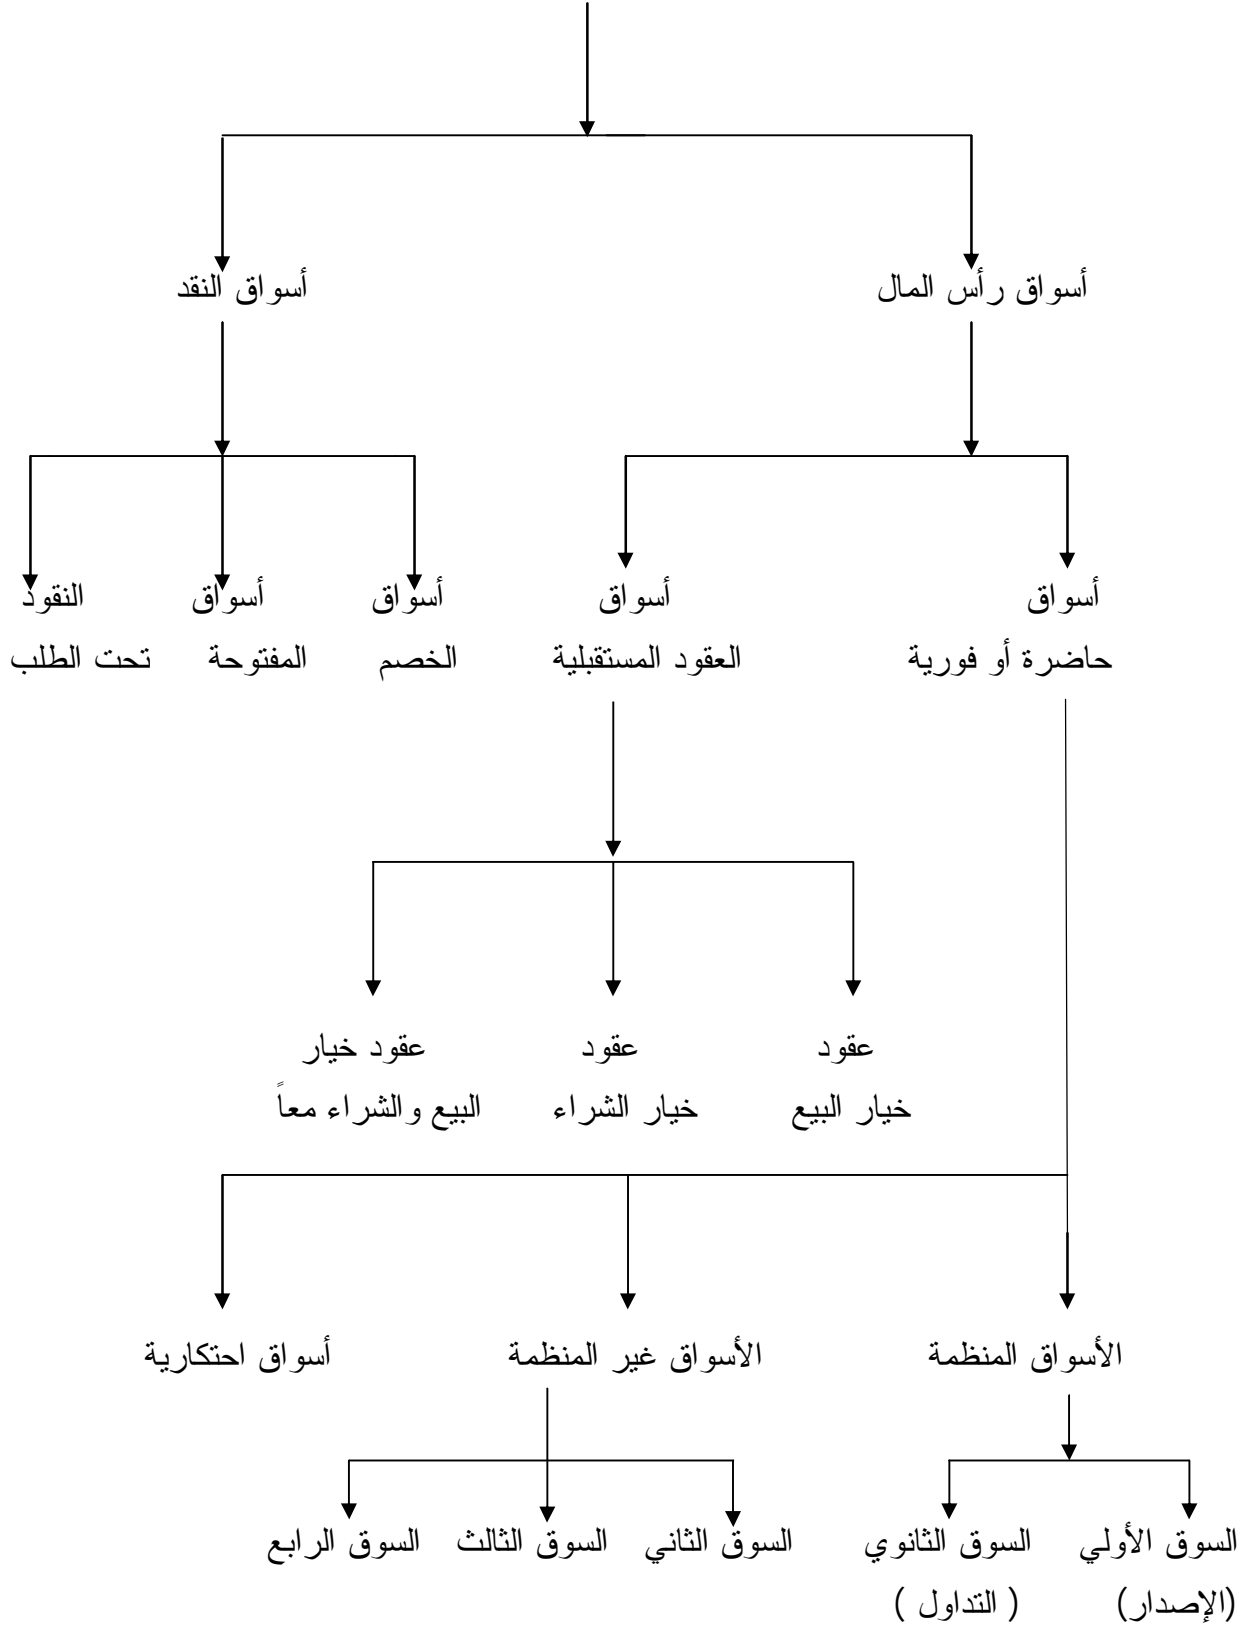 أسواق رأس المال
أسواق النقد
أسواق
حاضرة أو فورية
أسواق
العقود المستقبلية
أسواق
الخصم
أسواق
المفتوحة
النقود
تحت الطلب
عقود
خيار البيع
عقود
خيار الشراء
عقود خيار
البيع والشراء معاً
الأسواق المنظمة
الأسواق غير المنظمة
أسواق احتكارية
السوق الأولي
(الإصدار)
السوق الثانوي
( التداول )
السوق الثاني
السوق الثالث
السوق الرابع